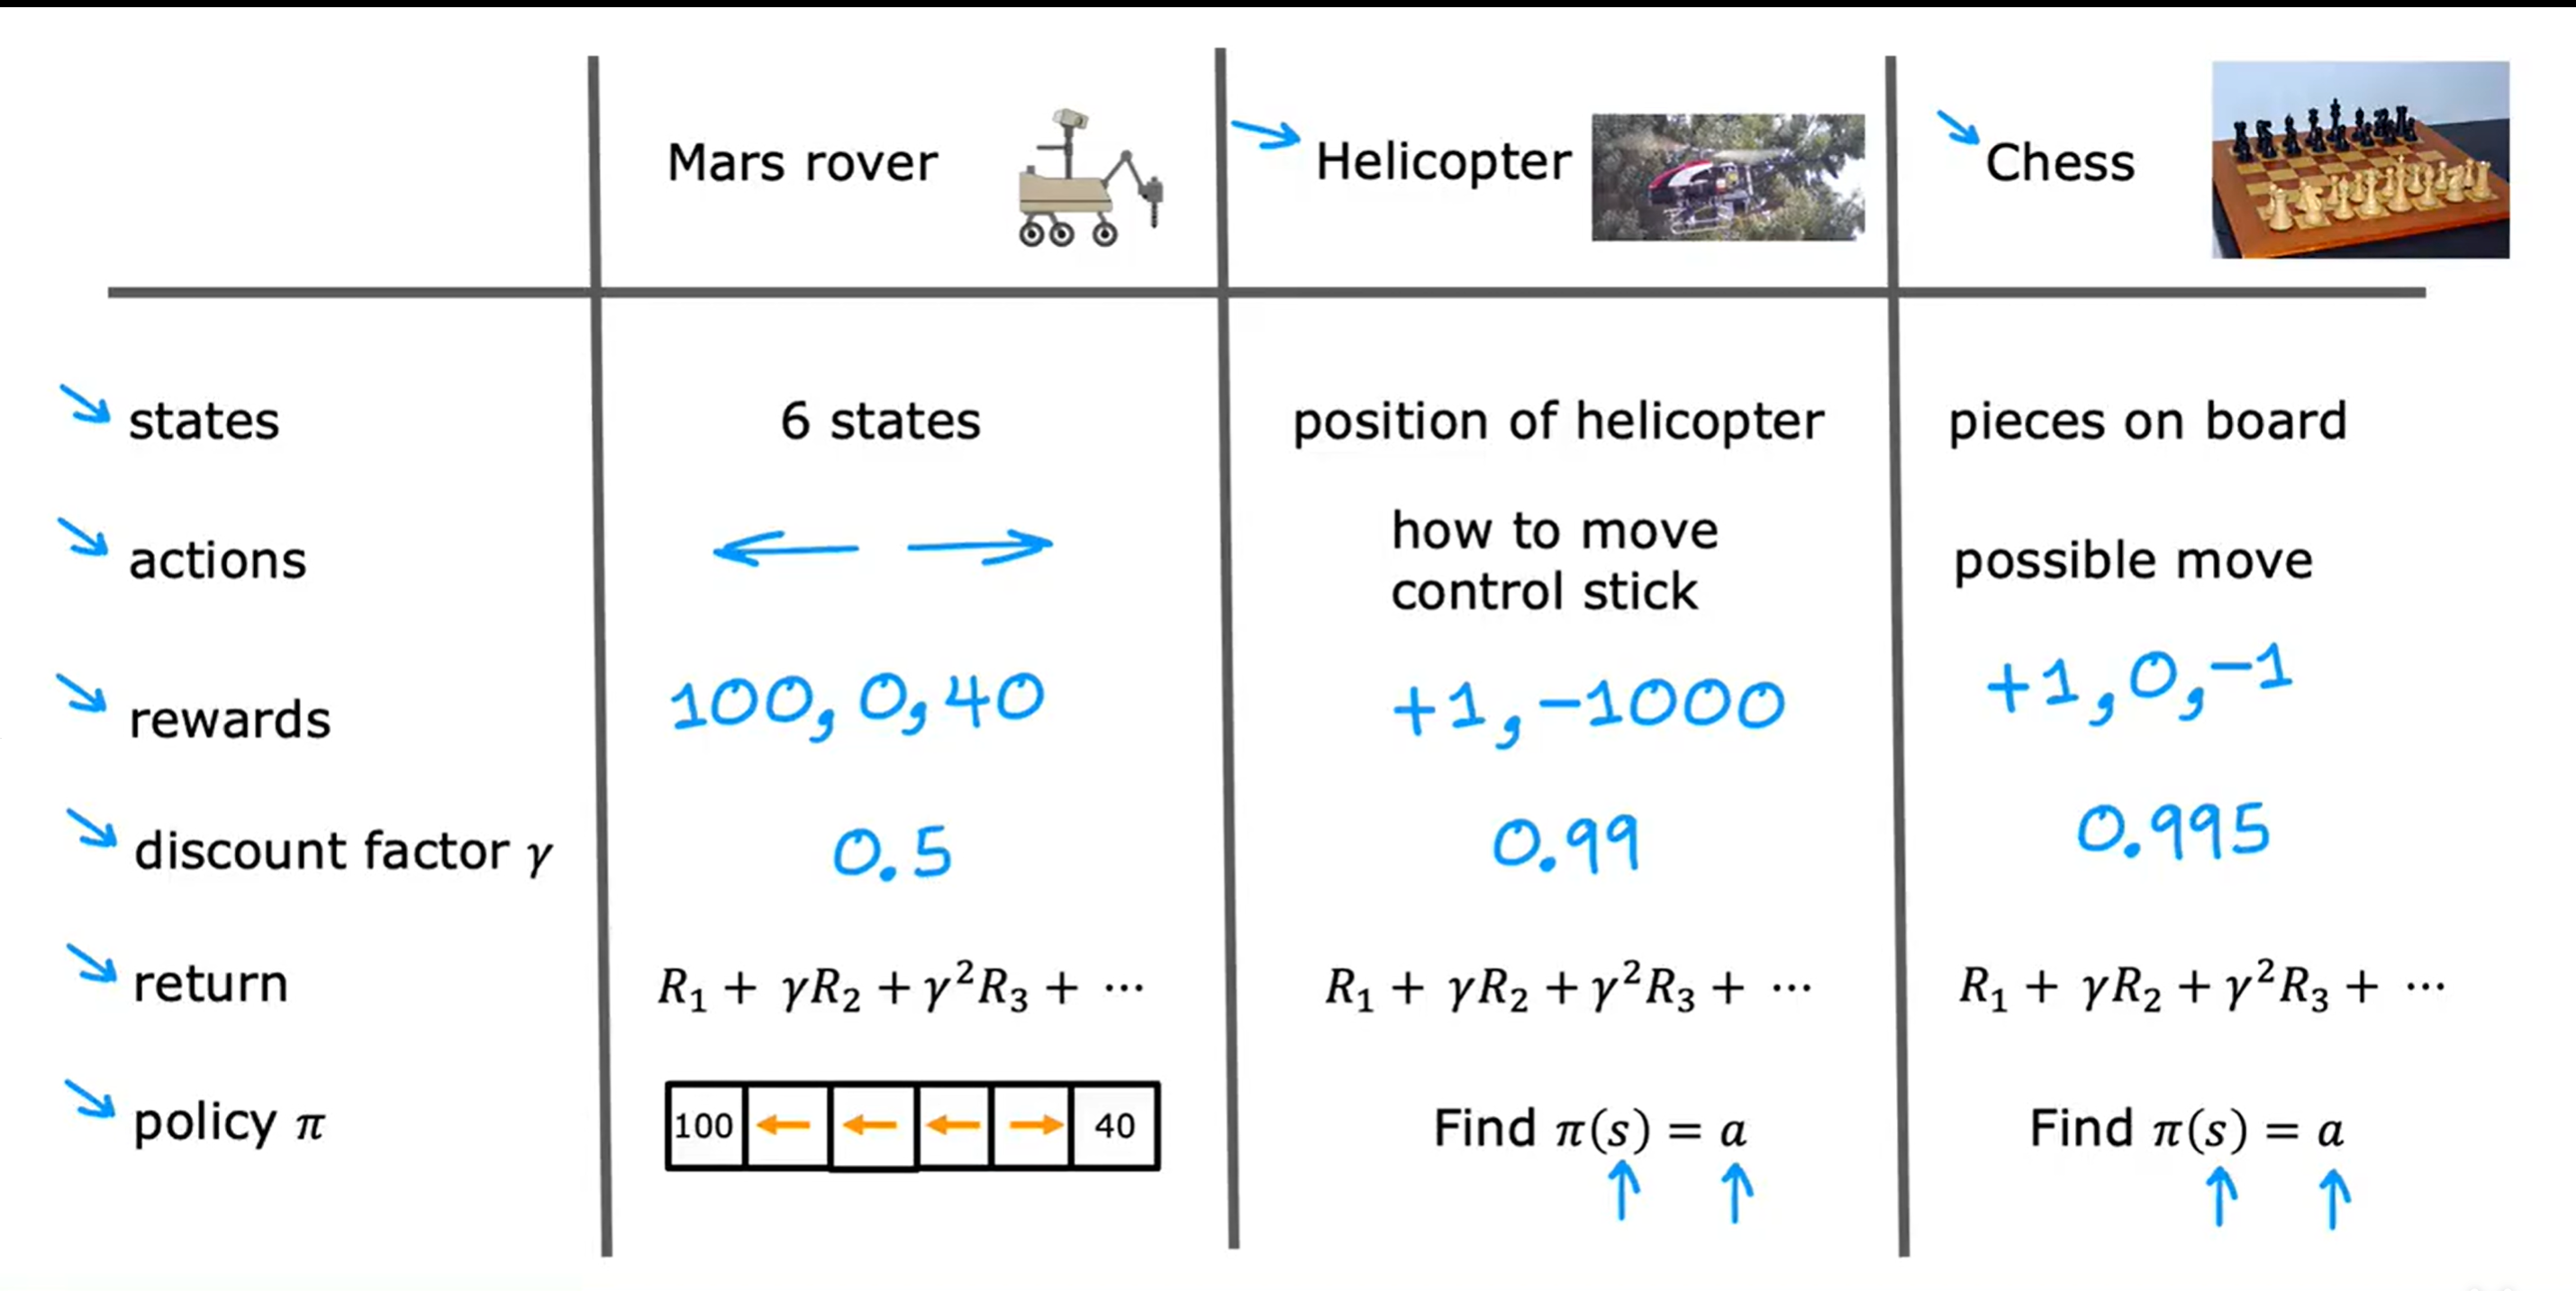 Mars rover
Helicopter
Chess
states
6 states
position of helicopter
pieces on board
actions
how to move
control stick
possible move
rewards
100, 0, 40
+1, -1000
+1, 0, -1
discount factor γ
0.5
0.99
0.995
return
R₁ + γR₂ + γ²R₃ + ⋯
R₁ + γR₂ + γ²R₃ + ⋯
R₁ + γR₂ + γ²R₃ + ⋯
policy π
100 ← ← ← → 40
Find π(s) = a
Find π(s) = a